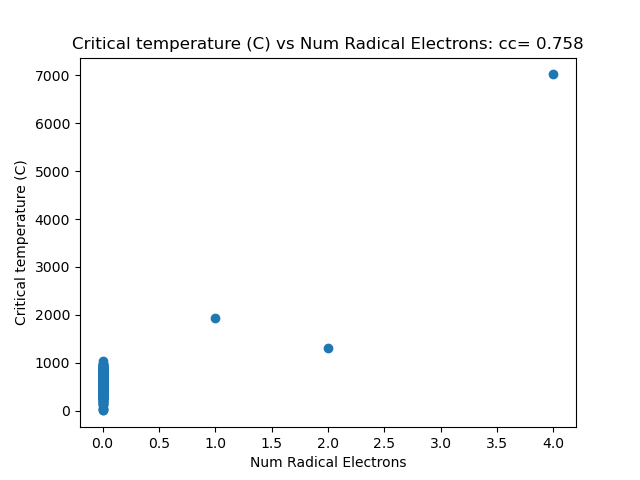 Critical temperature (C) vs Num Radical Electrons: cc= 0.758
7000
6000
5000
4000
3000
2000
1000
0
Critical temperature (C)
0.0 0.5 1.0 1.5 2.0 2.5 3.0 3.5 4.0
Num Radical Electrons